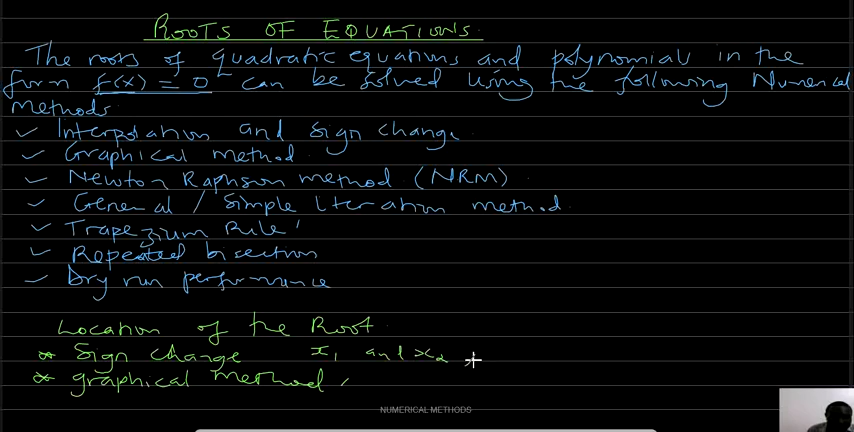 ROOTS OF EQUATIONS.
The roots of quadratic equations and polynomials in the
form f(x) = 0 can be solved using the following Numerical
methods
✓ Interpolation and sign change.
✓ Graphical method.
✓ Newton Raphson method (NRM)
✓ General / Simple iteration method.
✓ Trapezium Rule
✓ Repeated bisection
✓ Dry run performance
Location of the Root.
* Sign change x₁ and x₂
* graphical method
NUMERICAL METHODS